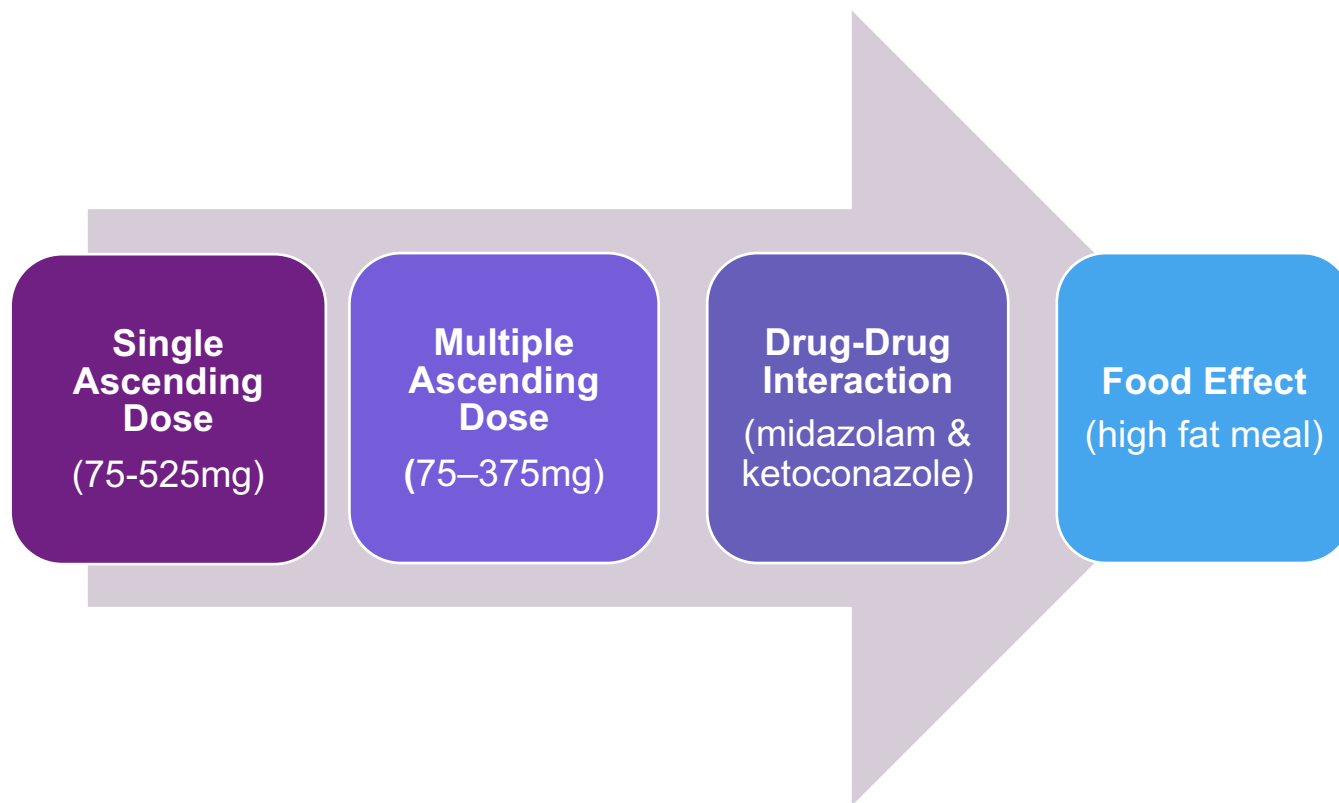 Single
Ascending
Dose
(75-525mg)
Multiple
Ascending
Dose
(75–375mg)
Drug-Drug
Interaction
(midazolam &
ketoconazole)
Food Effect
(high fat meal)